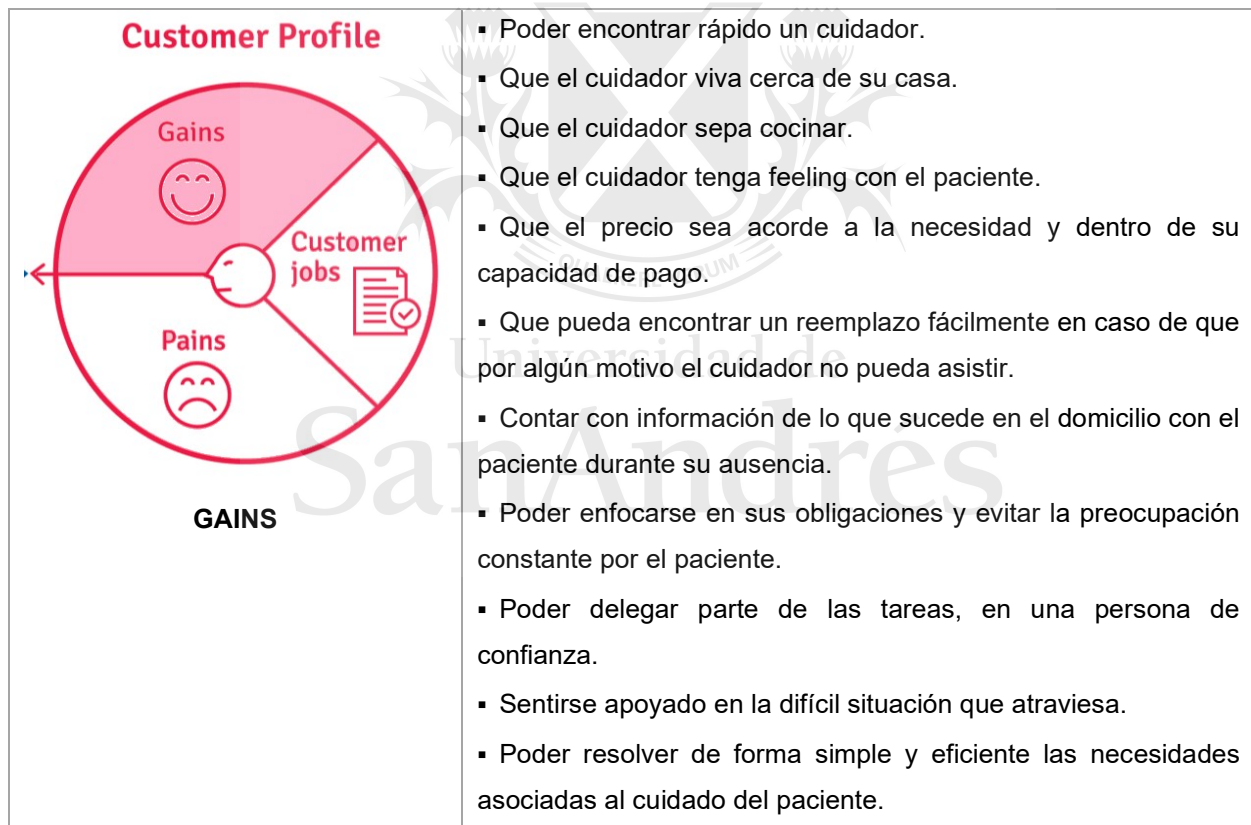 Customer Profile
Gains
Customer
jobs
Pains
GAINS
▪ Poder encontrar rápido un cuidador.
▪ Que el cuidador viva cerca de su casa.
▪ Que el cuidador sepa cocinar.
▪ Que el cuidador tenga feeling con el paciente.
▪ Que el precio sea acorde a la necesidad y dentro de su
capacidad de pago.
▪ Que pueda encontrar un reemplazo fácilmente en caso de que
por algún motivo el cuidador no pueda asistir.
▪ Contar con información de lo que sucede en el domicilio con el
paciente durante su ausencia.
▪ Poder enfocarse en sus obligaciones y evitar la preocupación
constante por el paciente.
▪ Poder delegar parte de las tareas, en una persona de
confianza.
▪ Sentirse apoyado en la difícil situación que atraviesa.
▪ Poder resolver de forma simple y eficiente las necesidades
asociadas al cuidado del paciente.
Universidad de
SanAndrés